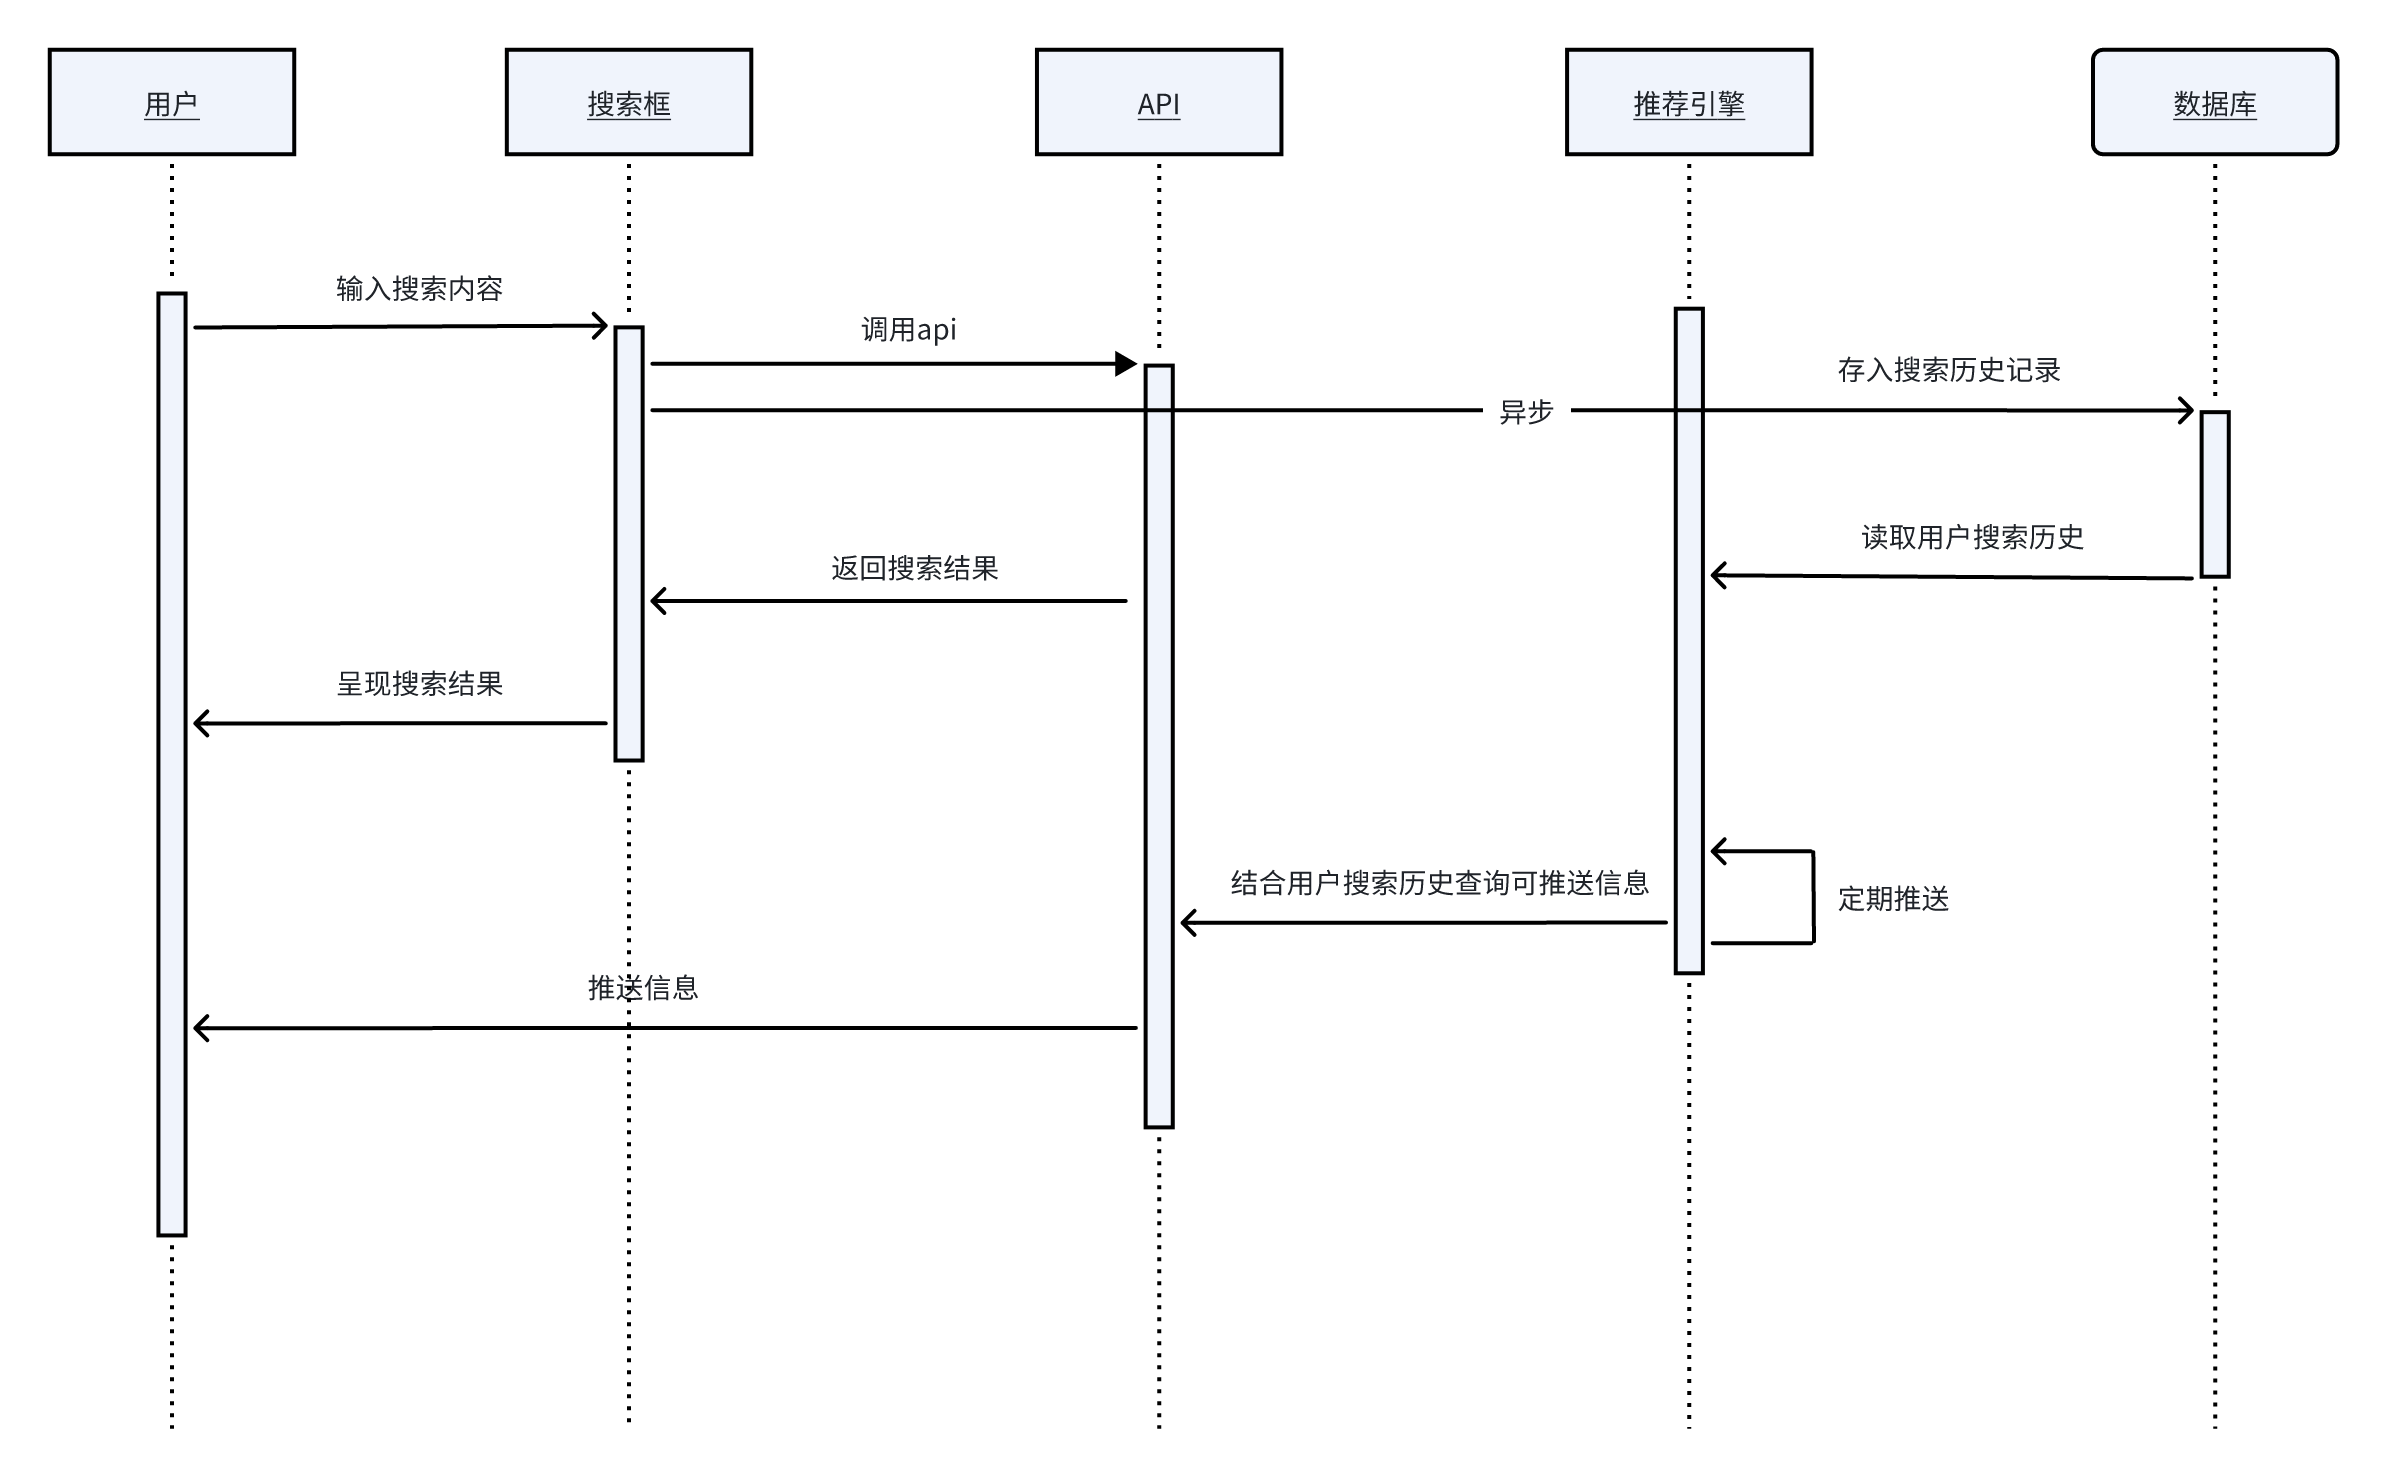 用户
搜索框
API
推荐引擎
数据库
输入搜索内容
调用api
存入搜索历史记录
异步
读取用户搜索历史
返回搜索结果
呈现搜索结果
结合用户搜索历史查询可推送信息
定期推送
推送信息